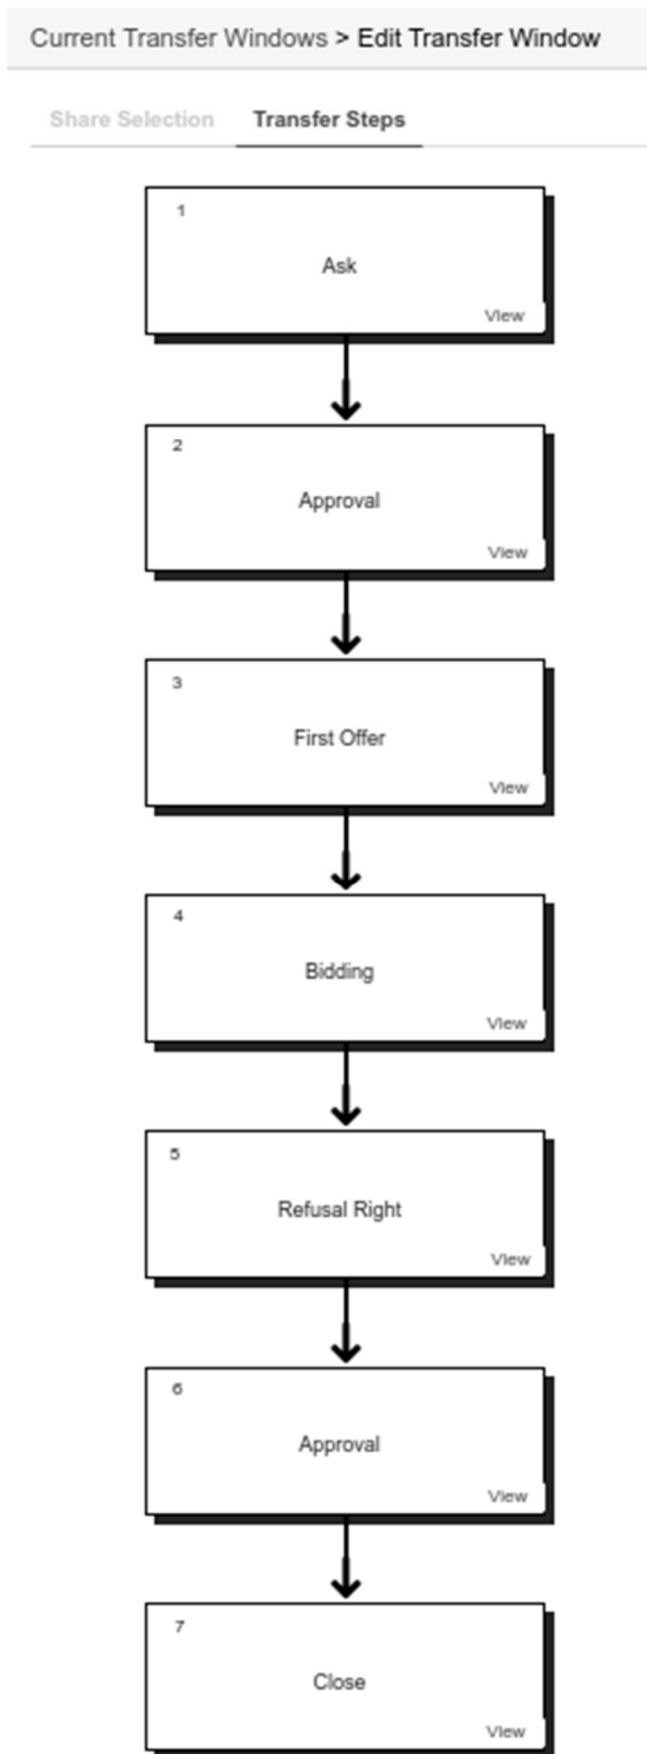 Current Transfer Windows > Edit Transfer Window
Share Selection Transfer Steps
1
Ask
View
2
Approval
View
3
First Offer
View
4
Bidding
View
5
Refusal Right
View
6
Approval
View
7
Close
View